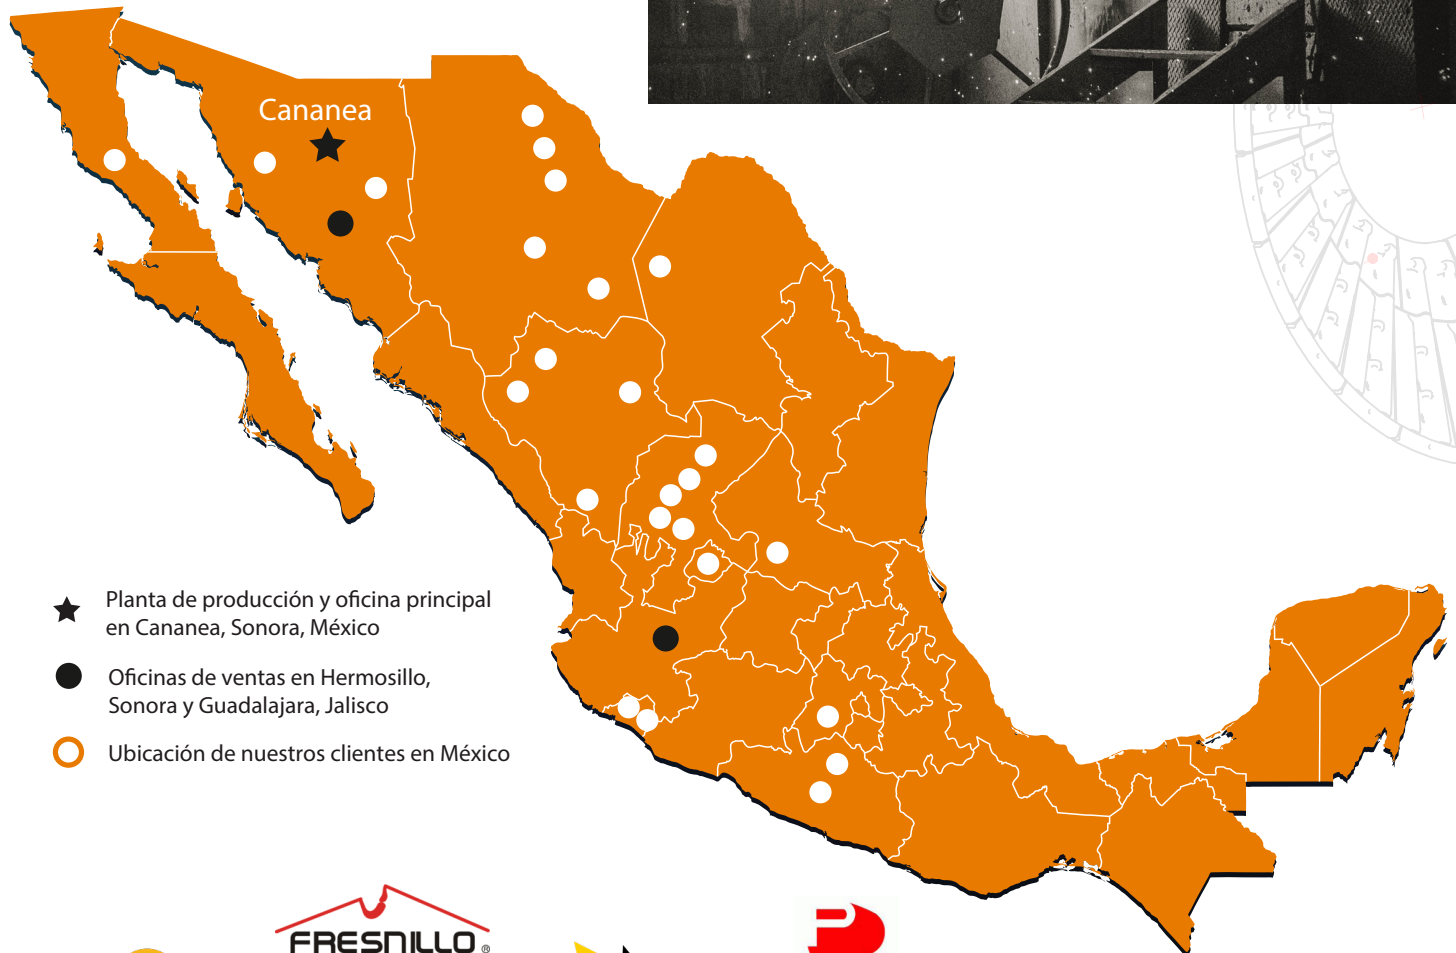 Cananea
Planta de producción y oficina principal
en Cananea, Sonora, México
Oficinas de ventas en Hermosillo,
Sonora y Guadalajara, Jalisco
Ubicación de nuestros clientes en México
FRESNILLO®